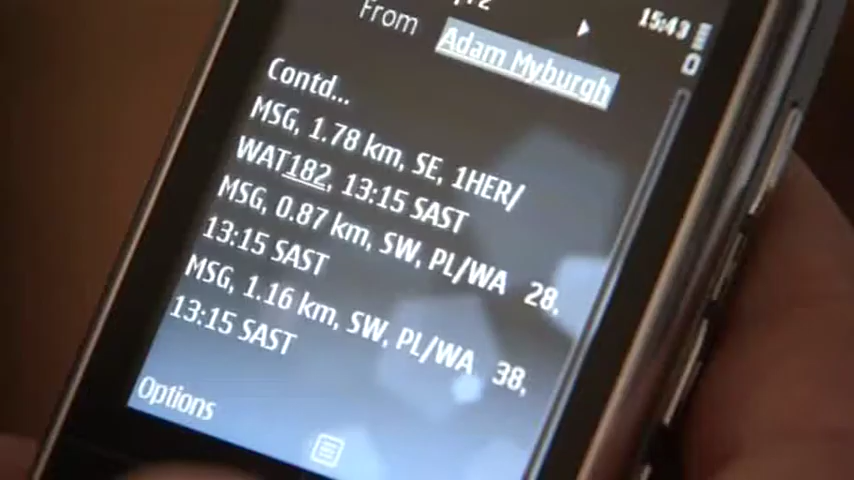 From
15:43
Adam Myburgh
Contd...
MSG, 1.78 km, SE, 1HER/
WAT182, 13:15 SAST
MSG, 0.87 km, SW, PL/WA 28,
13:15 SAST
MSG, 1.16 km, SW, PL/WA 38,
13:15 SAST
Options